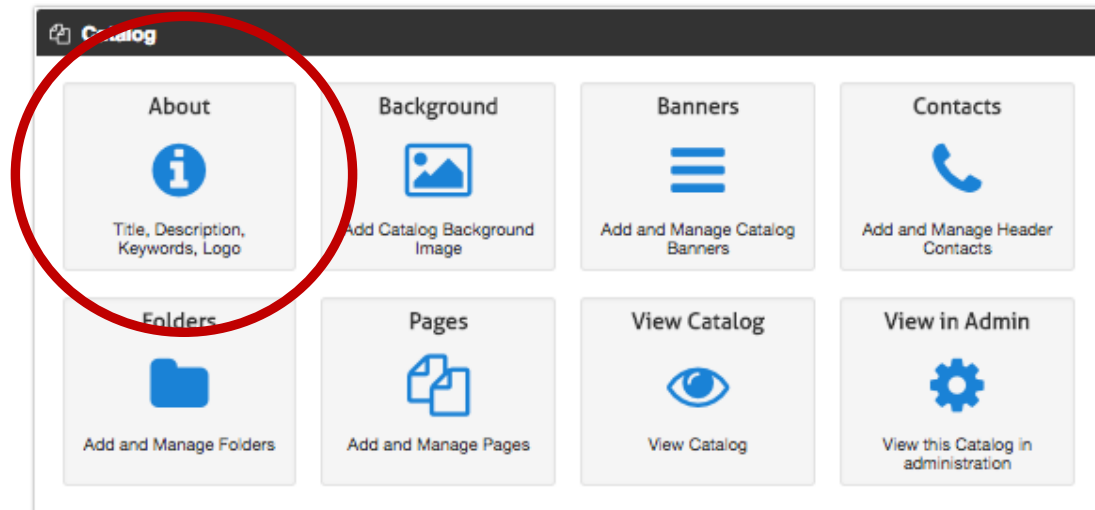 Catalog
About
Background
Banners
Contacts
Title, Description,
Keywords, Logo
Add Catalog Background
Image
Add and Manage Catalog
Banners
Add and Manage Header
Contacts
Folders
Pages
View Catalog
View in Admin
Add and Manage Folders
Add and Manage Pages
View Catalog
View this Catalog in
administration